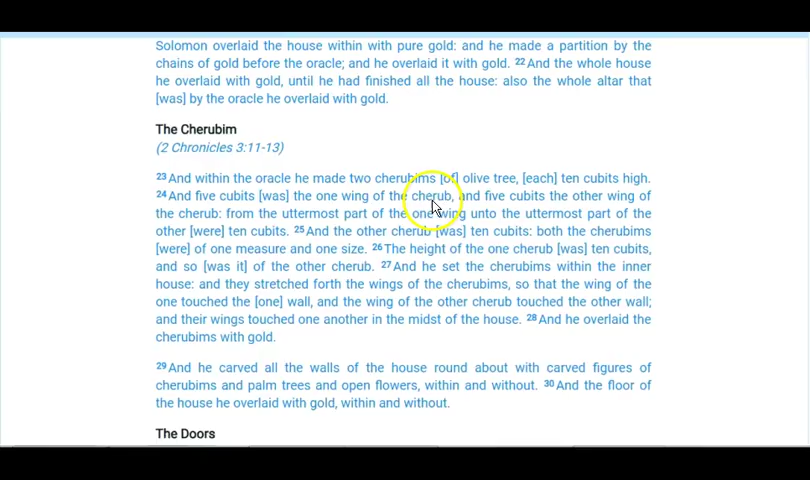 Solomon overlaid the house within with pure gold: and he made a partition by the
chains of gold before the oracle; and he overlaid it with gold. 22 And the whole house
he overlaid with gold, until he had finished all the house: also the whole altar that
[was] by the oracle he overlaid with gold.
The Cherubim
(2 Chronicles 3:11-13)
23 And within the oracle he made two cherubims [of] olive tree, [each] ten cubits high.
24 And five cubits [was] the one wing of the cherub, and five cubits the other wing of
the cherub: from the uttermost part of the one wing unto the uttermost part of the
other [were] ten cubits. 25 And the other cherub [was] ten cubits: both the cherubims
[were] of one measure and one size. 26 The height of the one cherub [was] ten cubits,
and so [was it] of the other cherub. 27 And he set the cherubims within the inner
house: and they stretched forth the wings of the cherubims, so that the wing of the
one touched the [one] wall, and the wing of the other cherub touched the other wall;
and their wings touched one another in the midst of the house. 28 And he overlaid the
cherubims with gold.
29 And he carved all the walls of the house round about with carved figures of
cherubims and palm trees and open flowers, within and without. 30 And the floor of
the house he overlaid with gold, within and without.
The Doors